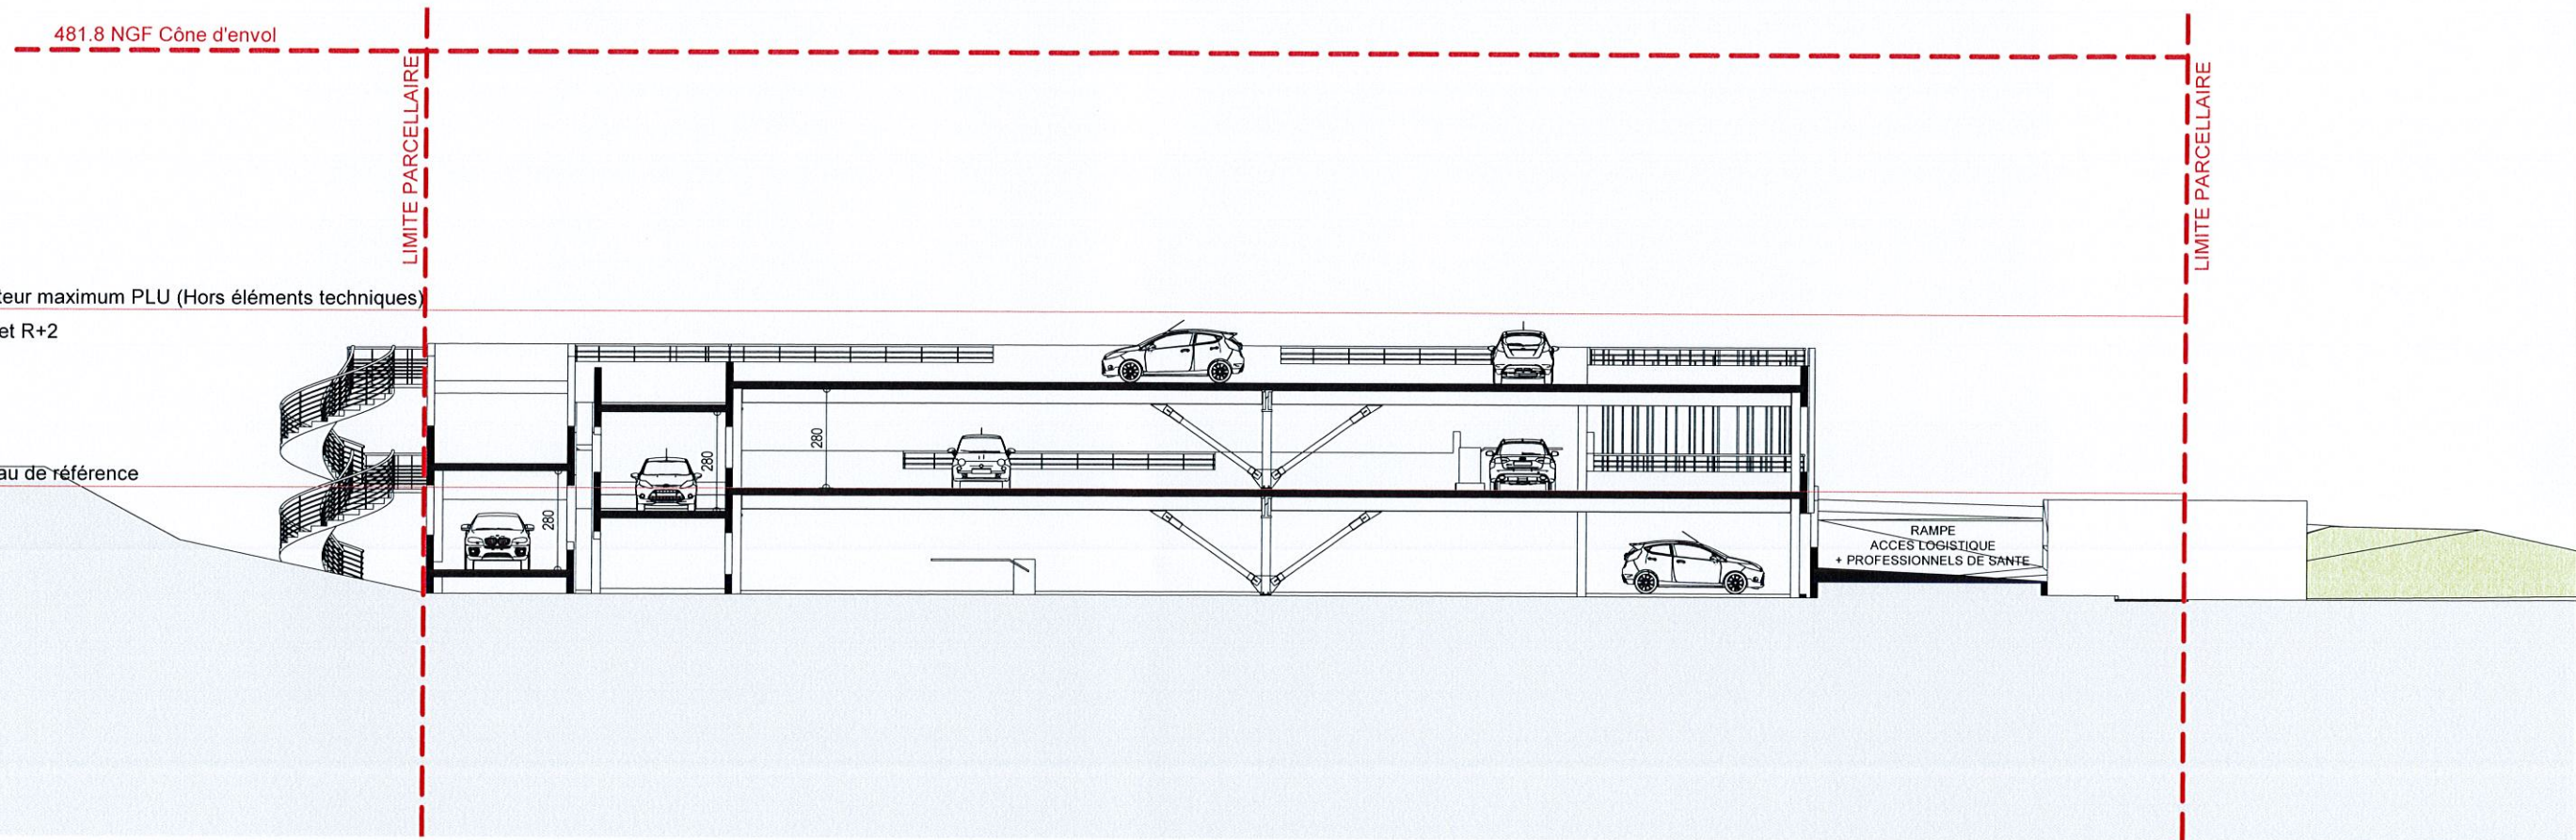 481.8 NGF Cône d'envol
LIMITE PARCELLAIRE
LIMITE PARCELLAIRE
teur maximum PLU (Hors éléments techniques)
et R+2
au de référence
280
280
280
RAMPE
ACCES LOGISTIQUE
+ PROFESSIONNELS DE SANTE